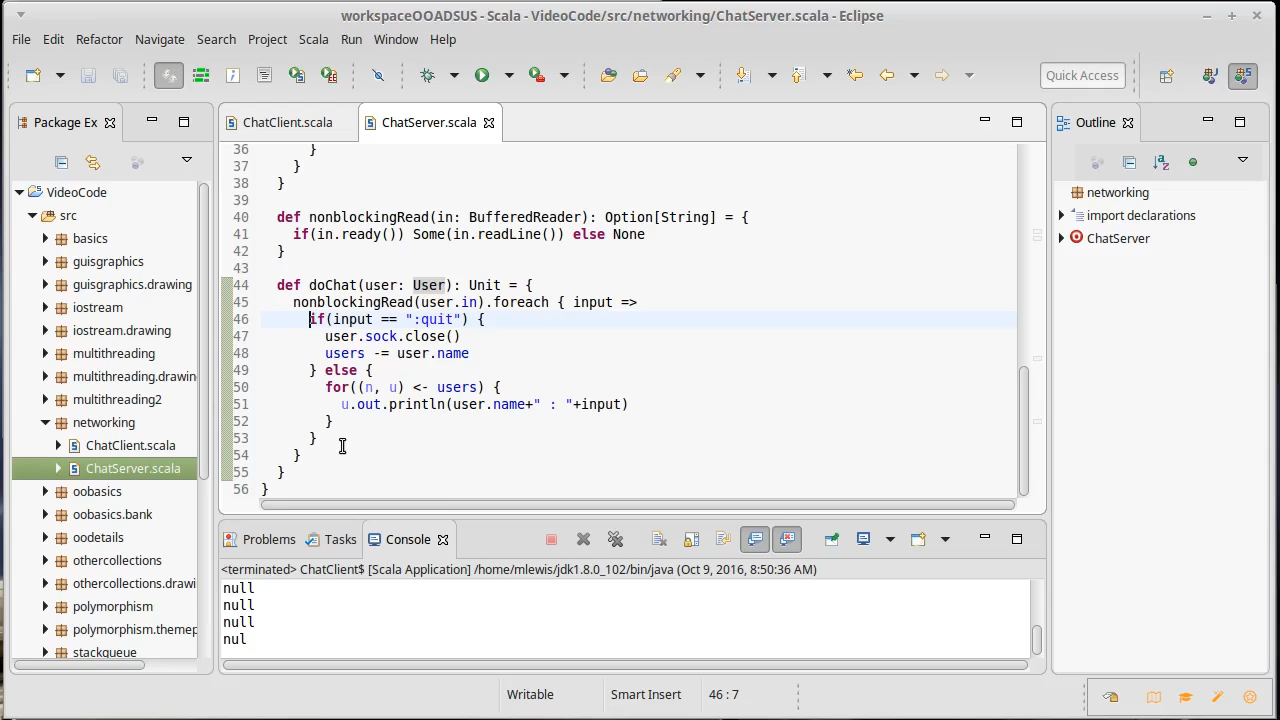 workspaceOOADSUS - Scala - VideoCode/src/networking/ChatServer.scala - Eclipse
File Edit Refactor Navigate Search Project Scala Run Window Help
Quick Access
Package Ex
VideoCode
src
basics
guisgraphics
guisgraphics.drawing
iostream
iostream.drawing
multithreading
multithreading.drawin
multithreading2
networking
ChatClient.scala
ChatServer.scala
oobasics
oobasics.bank
oodetails
othercollections
othercollections.drawi
polymorphism
polymorphism.themep
stackqueue
ChatClient.scala ChatServer.scala
36 }
37 }
38 }
39
40 def nonblockingRead(in: BufferedReader): Option[String] = {
41 if(in.ready()) Some(in.readLine()) else None
42 }
43
44 def doChat(user: User): Unit = {
45 nonblockingRead(user.in).foreach { input =>
46 if(input == ":quit") {
47 user.sock.close()
48 users -= user.name
49 } else {
50 for((n, u) <- users) {
51 u.out.println(user.name+" : "+input)
52 }
53 }
54 }
55 }
56 }
Outline
networking
import declarations
ChatServer
Problems Tasks Console
<terminated> ChatClient$ [Scala Application] /home/mlewis/jdk1.8.0_102/bin/java (Oct 9, 2016, 8:50:36 AM)
null
null
null
nul
Writable Smart Insert 46 : 7